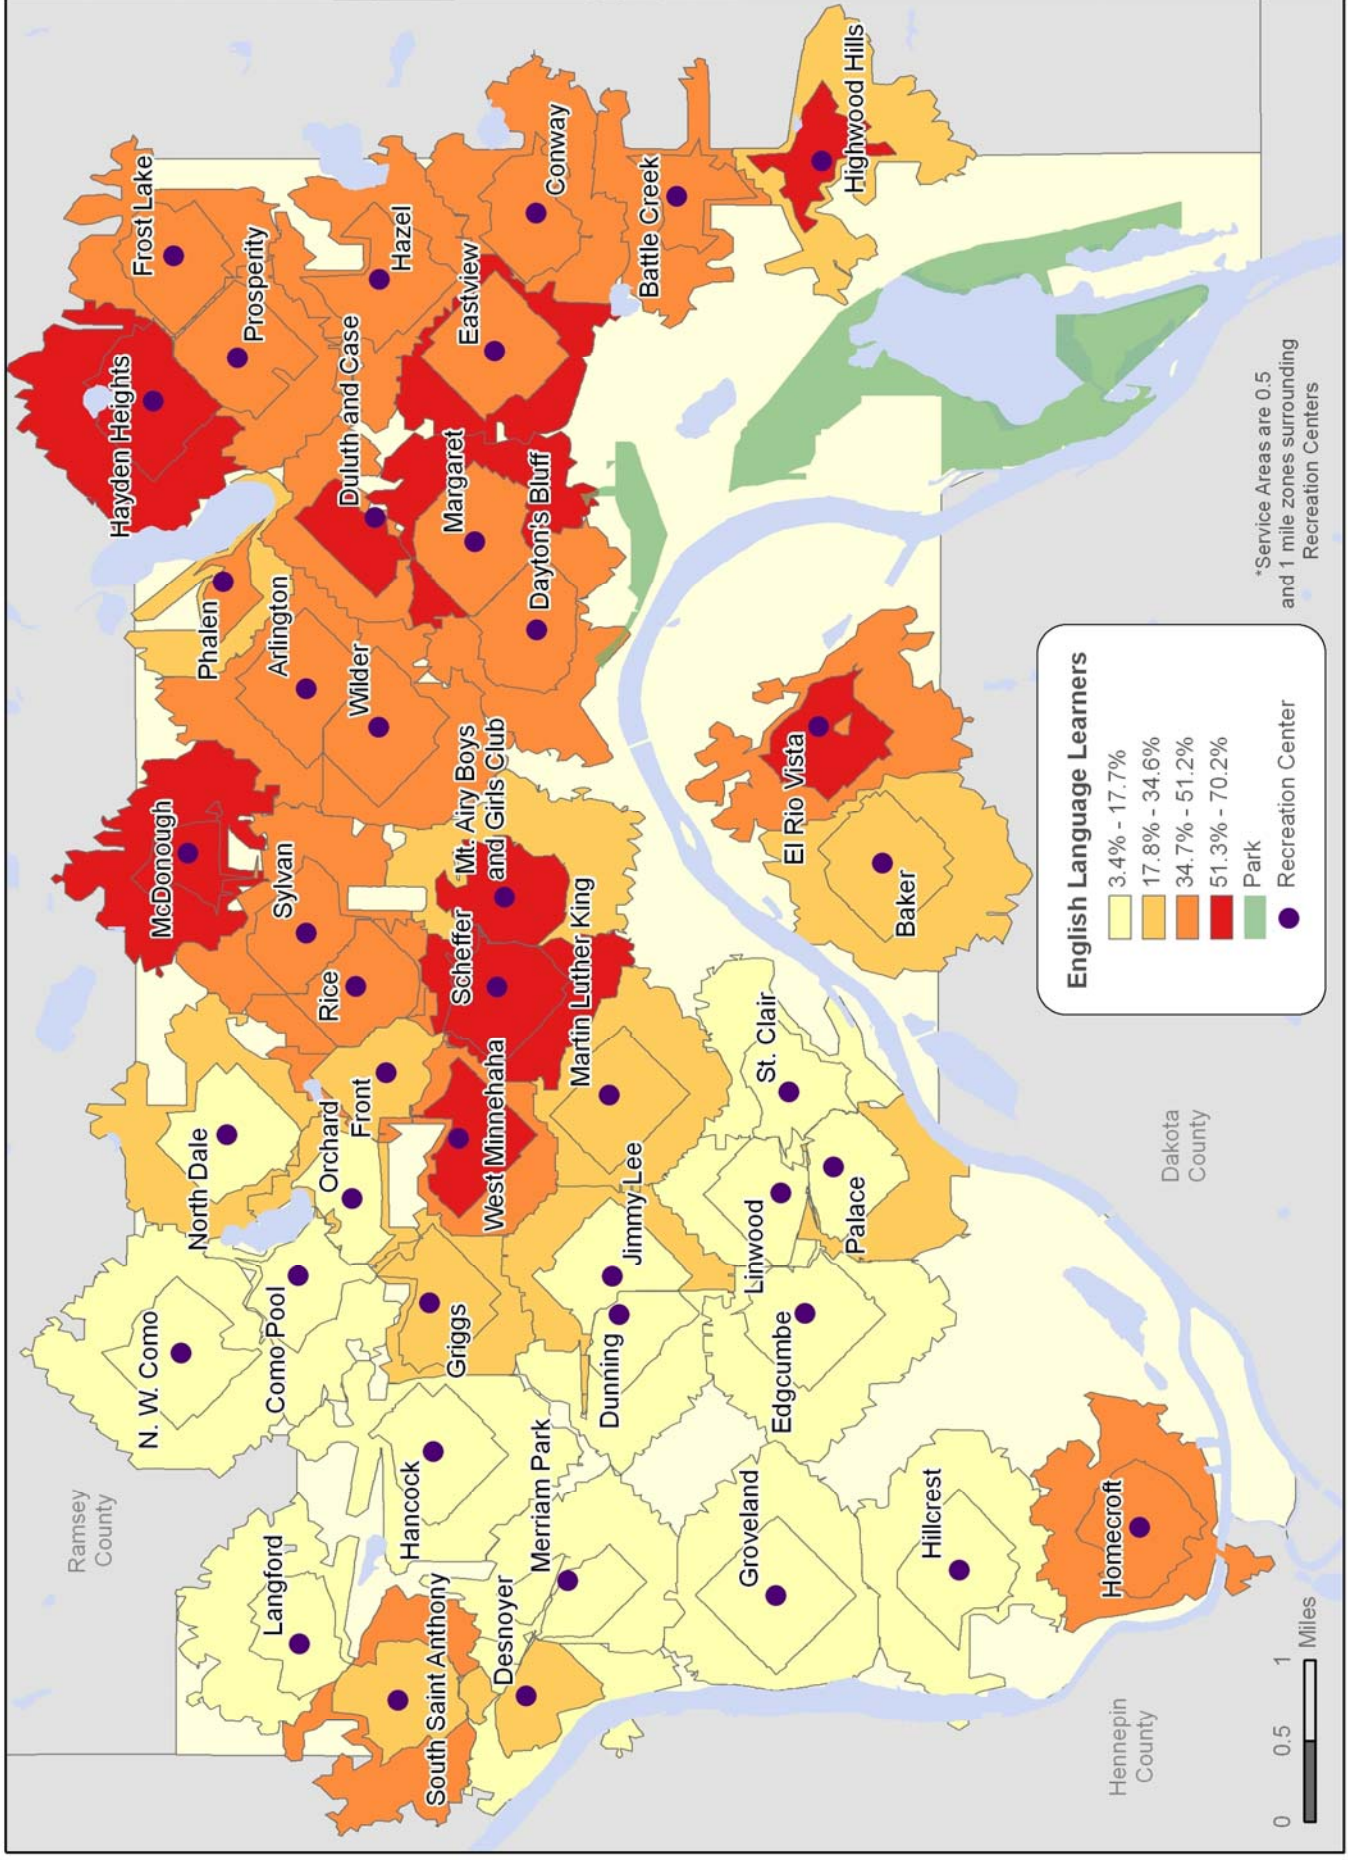 Ramsey
County
Hennepin
County
Dakota
County
Frost Lake
Hayden Heights
Prosperity
Hazel
Conway
Battle Creek
Highwood Hills
Eastview
Duluth and Case
Margaret
Dayton's Bluff
Phalen
Arlington
Wilder
McDonough
Sylvan
Rice
Mt. Airy Boys
and Girls Club
Scheffer
Martin Luther King
West Minnehaha
Front
Orchard
North Dale
N. W. Como
Como Pool
Griggs
Jimmy Lee
Dunning
Linwood
St. Clair
Palace
Edgcumbe
El Rio Vista
Baker
Langford
Hancock
Merriam Park
Desnoyer
South Saint Anthony
Groveland
Hillcrest
Homecroft
English Language Learners
3.4% - 17.7%
17.8% - 34.6%
34.7% - 51.2%
51.3% - 70.2%
Park
Recreation Center
*Service Areas are 0.5
and 1 mile zones surrounding
Recreation Centers
0 0.5 1
Miles